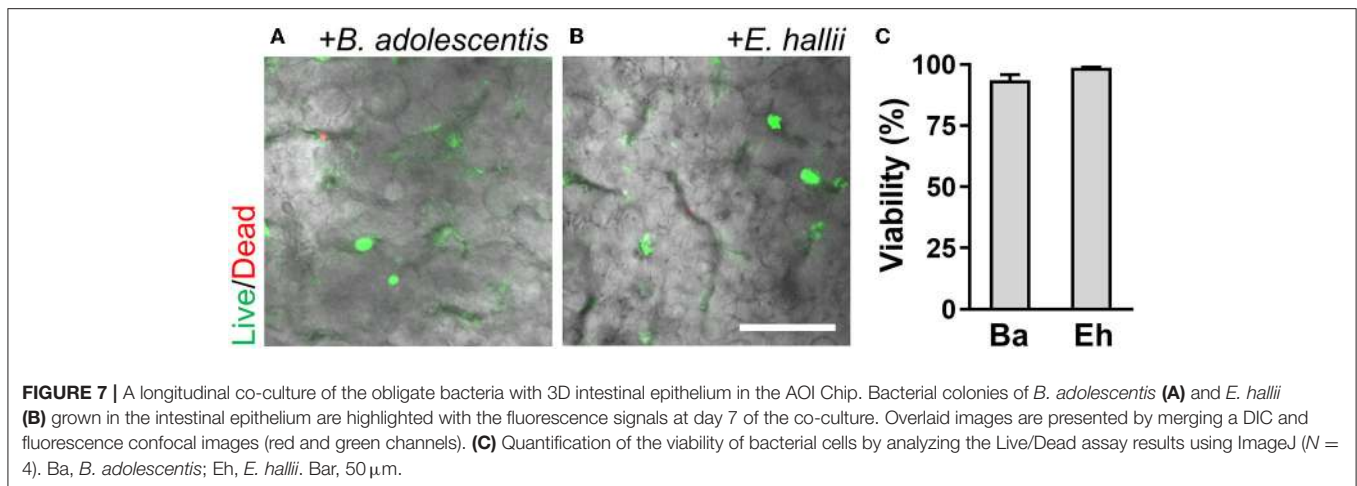 A +B. adolescentis B +E. hallii C
Live/Dead
Viability (%)
100
75
50
25
0
Ba Eh
FIGURE 7 | A longitudinal co-culture of the obligate bacteria with 3D intestinal epithelium in the AOI Chip. Bacterial colonies of B. adolescentis (A) and E. hallii
(B) grown in the intestinal epithelium are highlighted with the fluorescence signals at day 7 of the co-culture. Overlaid images are presented by merging a DIC and
fluorescence confocal images (red and green channels). (C) Quantification of the viability of bacterial cells by analyzing the Live/Dead assay results using ImageJ (N =
4). Ba, B. adolescentis; Eh, E. hallii. Bar, 50 μm.